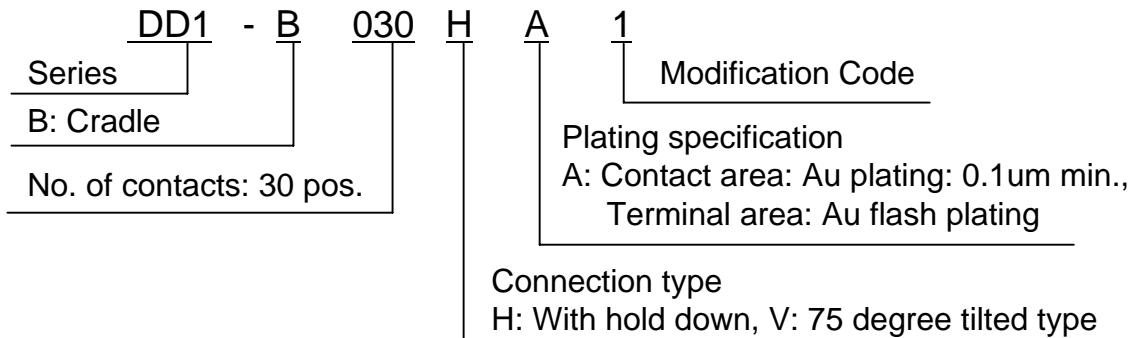 DD1 - B 030 H A 1
Series
Modification Code
B: Cradle
Plating specification
A: Contact area: Au plating: 0.1um min.,
No. of contacts: 30 pos.
Terminal area: Au flash plating
Connection type
H: With hold down, V: 75 degree tilted type